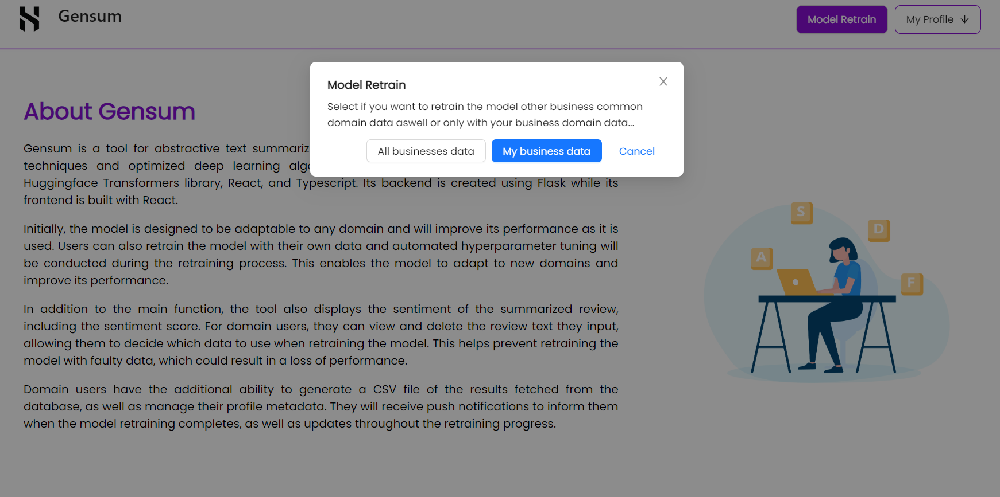 Gensum
Model Retrain
My Profile
Model Retrain
Select if you want to retrain the model other business common
domain data aswell or only with your business domain data...
All businesses data
My business data
Cancel
About Gensum
Gensum is a tool for abstractive text
techniques and optimized deep learning
Huggingface Transformers library, React, and Typescript. Its backend is created using Flask while its
frontend is built with React.
Initially, the model is designed to be adaptable to any domain and will improve its performance as it is
used. Users can also retrain the model with their own data and automated hyperparameter tuning will
be conducted during the retraining process. This enables the model to adapt to new domains and
improve its performance.
In addition to the main function, the tool also displays the sentiment of the summarized review,
including the sentiment score. For domain users, they can view and delete the review text they input,
allowing them to decide which data to use when retraining the model. This helps prevent retraining the
model with faulty data, which could result in a loss of performance.
Domain users have the additional ability to generate a CSV file of the results fetched from the
database, as well as manage their profile metadata. They will receive push notifications to inform them
when the model retraining completes, as well as updates throughout the retraining progress.
S
D
A
F